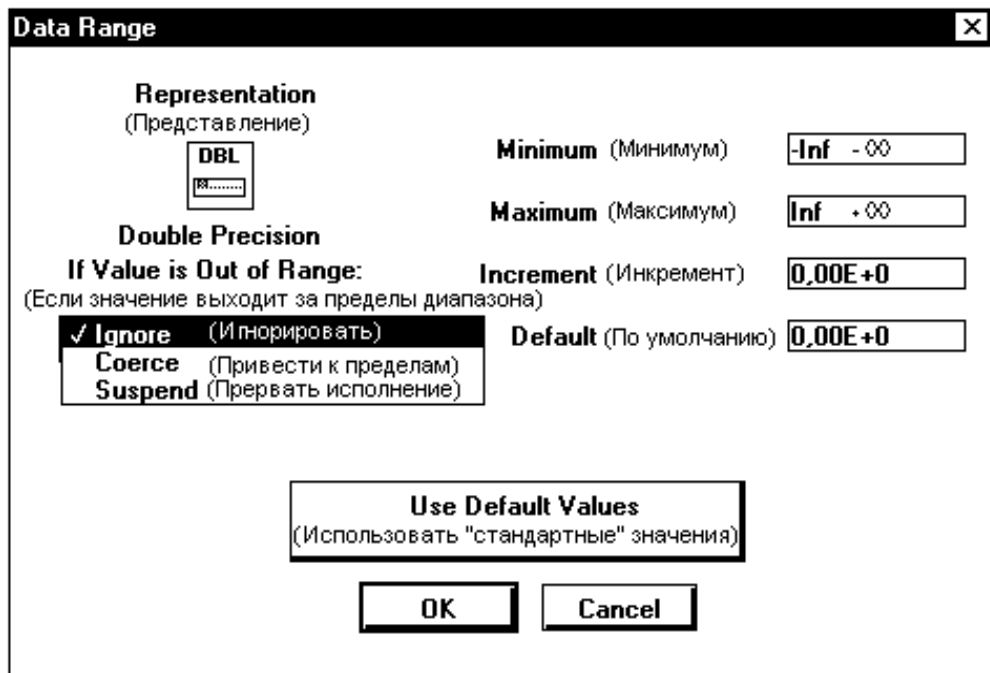 Data Range
Representation
(Представление)
DBL
Double Precision
If Value is Out of Range:
(Если значение выходит за пределы диапазона)
✓ Ignore (Игнорировать)
Coerce (Привести к пределам)
Suspend (Прервать исполнение)
Minimum (Минимум) -Inf - ∞
Maximum (Максимум) Inf + ∞
Increment (Инкремент) 0,00E+0
Default (По умолчанию) 0,00E+0
Use Default Values
(Использовать "стандартные" значения)
OK Cancel